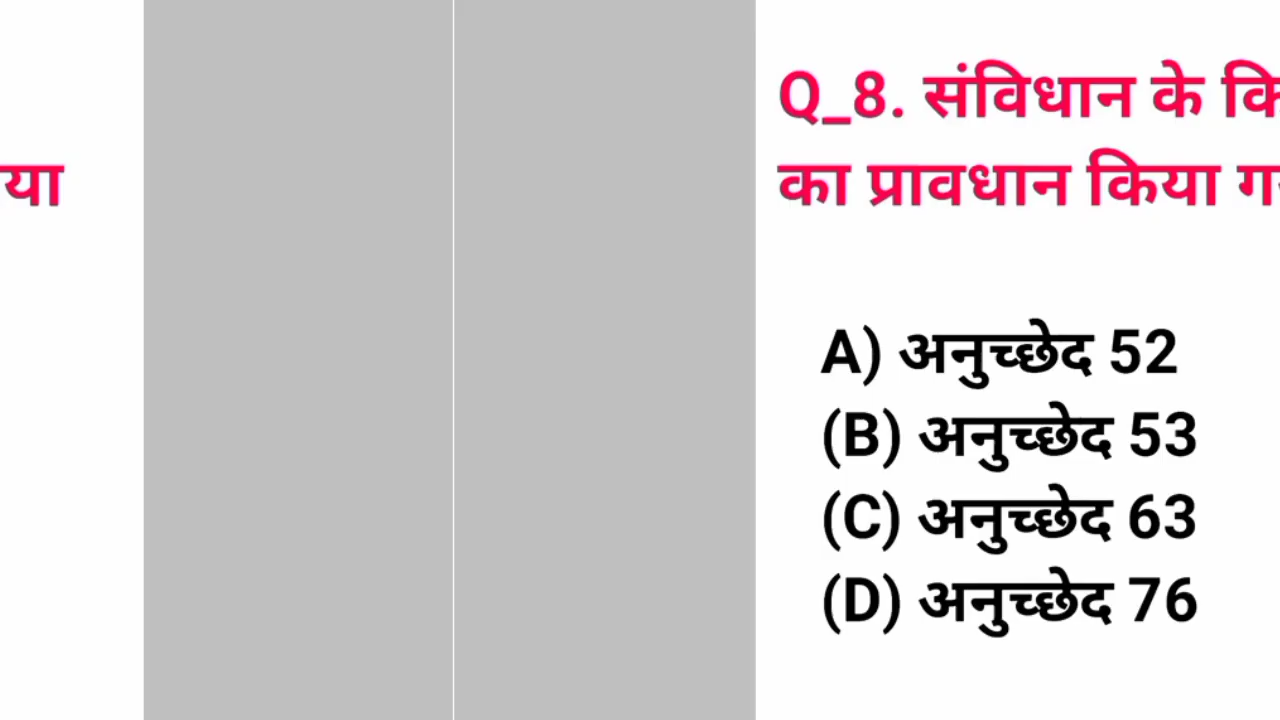 या
Q_8. संविधान के कि
का प्रावधान किया ग
A) अनुच्छेद 52
(B) अनुच्छेद 53
(C) अनुच्छेद 63
(D) अनुच्छेद 76